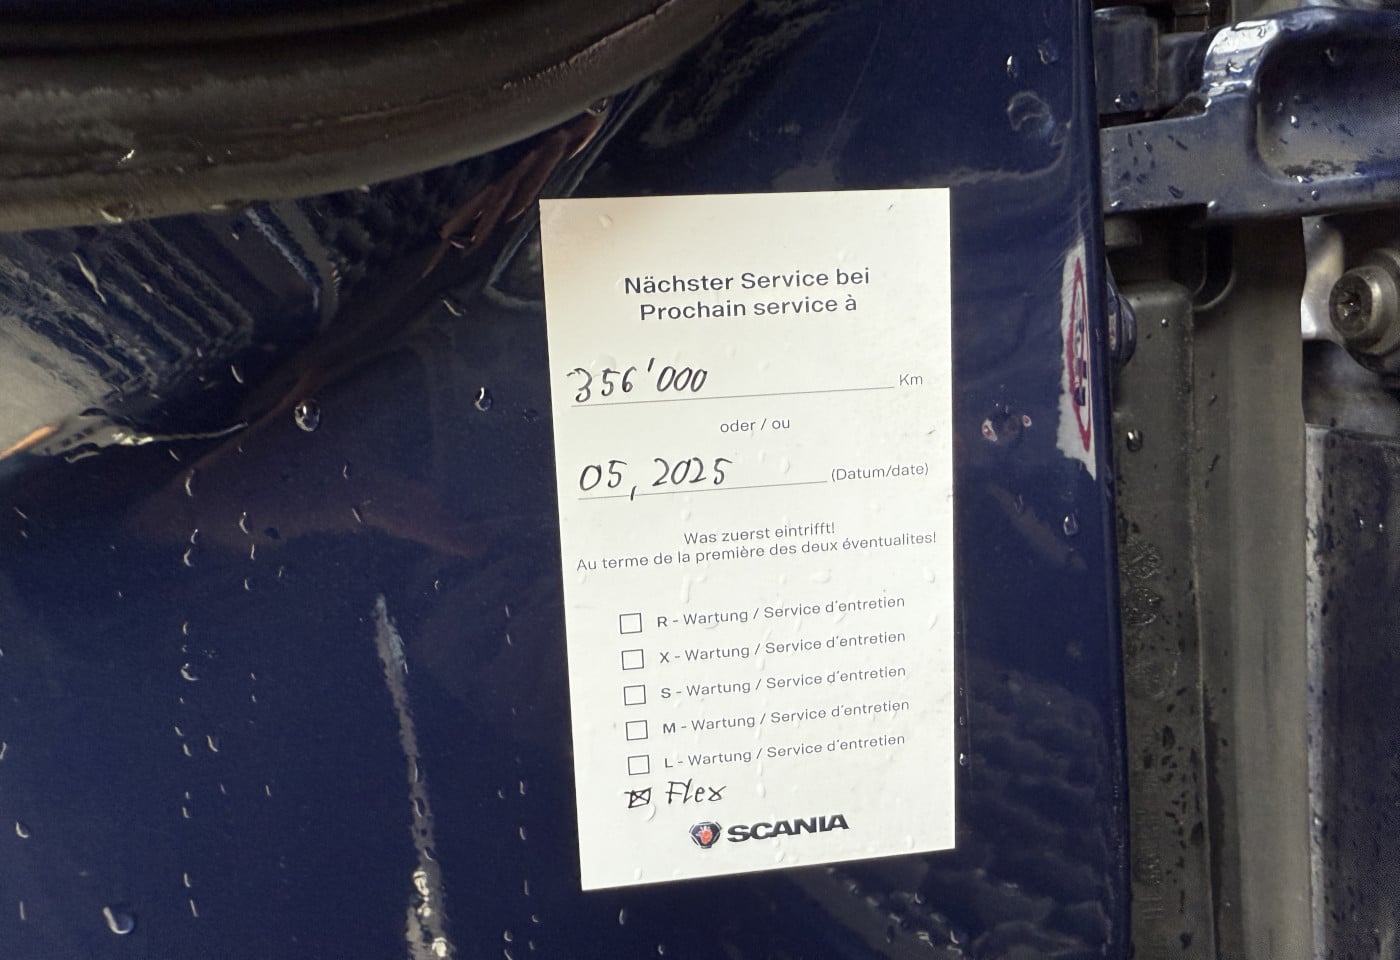 Nächster Service bei
Prochain service à
356'000 Km
oder / ou
05, 2025 (Datum/date)
Was zuerst eintrifft!
Au terme de la première des deux éventualites!
R - Wartung / Service d'entretien
X - Wartung / Service d'entretien
S - Wartung / Service d'entretien
M - Wartung / Service d'entretien
L - Wartung / Service d'entretien
Flex
SCANIA